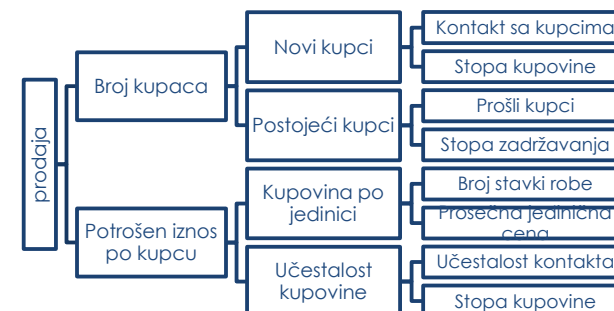 prodaja
Broj kupaca
Novi kupci
Kontakt sa kupcima
Stopa kupovine
Postojeći kupci
Prošli kupci
Stopa zadržavanja
Potrošen iznos
po kupcu
Kupovina po
jedinici
Broj stavki robe
Prosečna jedinična
cena
Učestalost
kupovine
Učestalost kontakta
Stopa kupovine